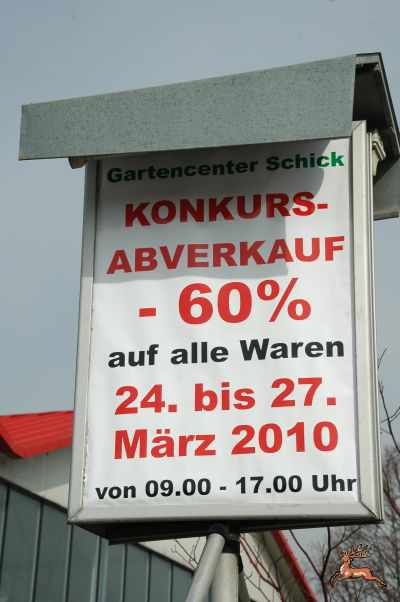 Gartencenter Schick
KONKURS-
ABVERKAUF
- 60%
auf alle Waren
24. bis 27.
März 2010
von 09.00 - 17.00 Uhr